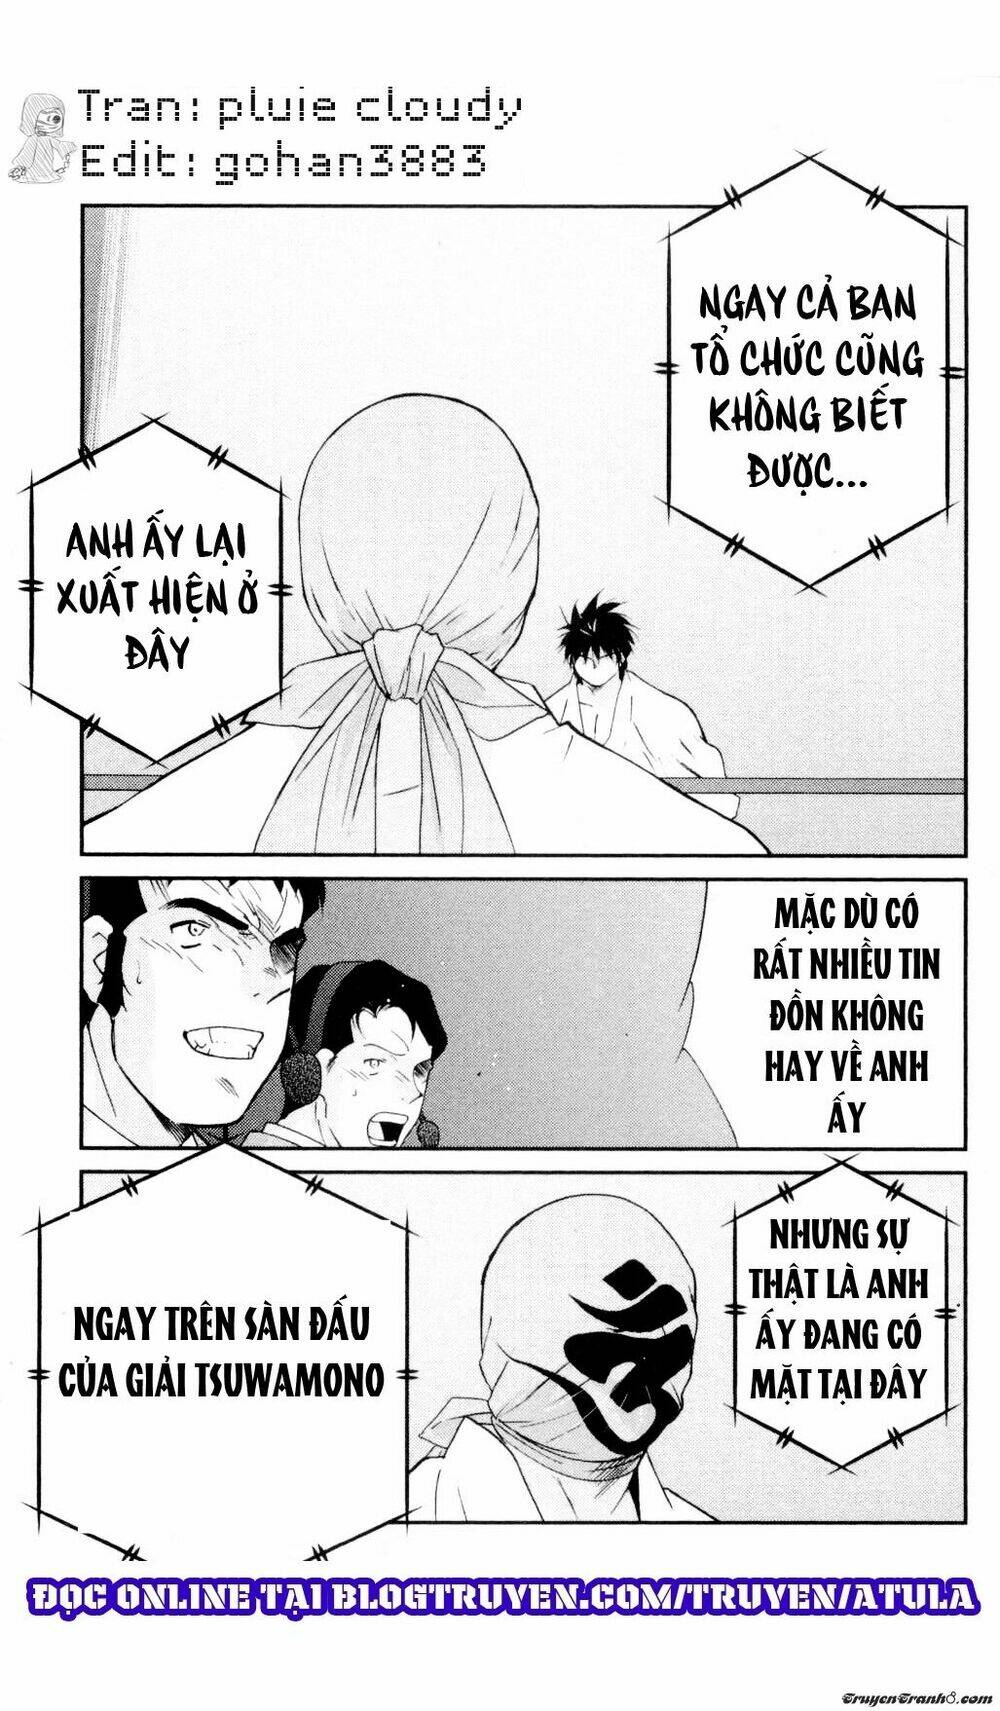 Tran: pluie cloudy
Edit: gohan3883
NGAY CẢ BAN
TỔ CHỨC CŨNG
KHÔNG BIẾT
ĐƯỢC...
ANH ẤY LẠI
XUẤT HIỆN Ở
ĐÂY
MẶC DÙ CÓ
RẤT NHIỀU TIN
ĐỒN KHÔNG
HAY VỀ ANH
ẤY
NHƯNG SỰ
THẬT LÀ ANH
ẤY ĐANG CÓ
MẶT TẠI ĐÂY
NGAY TRÊN SÀN ĐẤU
CỦA GIẢI TSUWAMONO
ĐỌC ONLINE TẠI BLOGTRUYEN.COM/TRUYEN/ATULA
TruyenTranh8.com